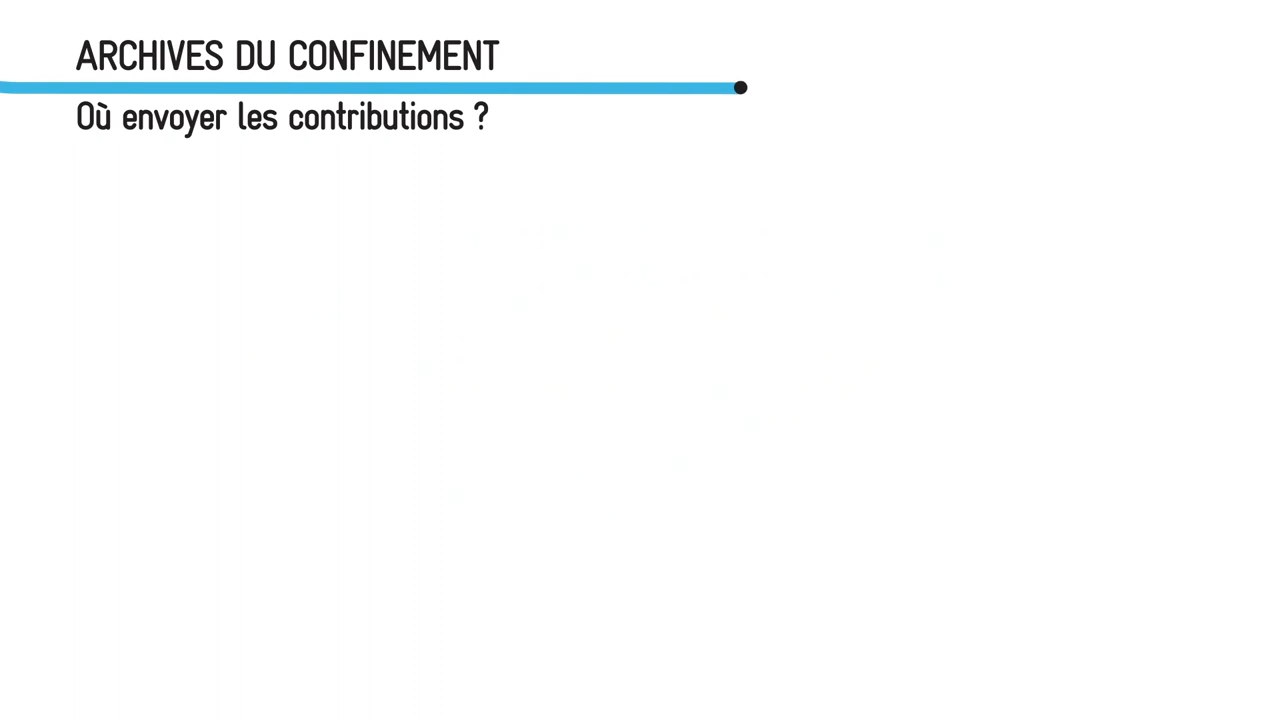 ARCHIVES DU CONFINEMENT
Où envoyer les contributions ?